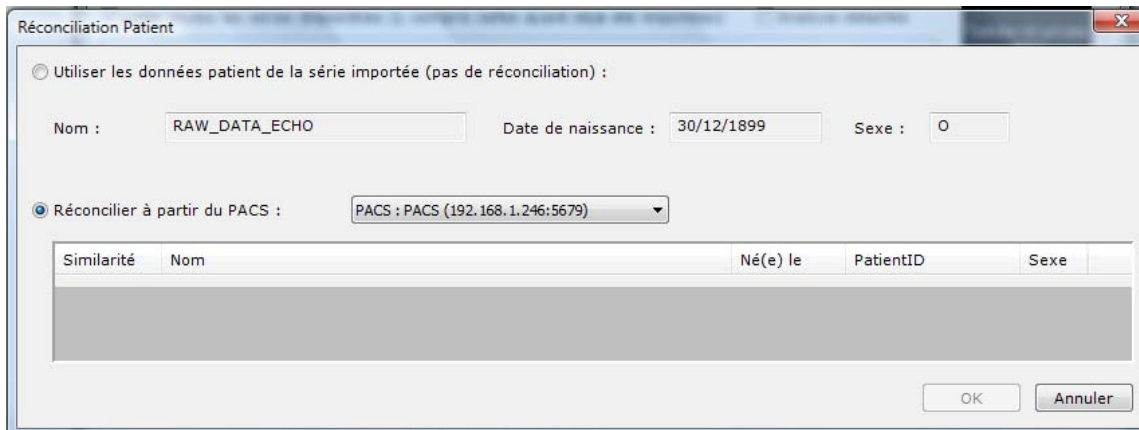 Réconciliation Patient
Utiliser les données patient de la série importée (pas de réconciliation) :
Nom : RAW_DATA_ECHO Date de naissance : 30/12/1899 Sexe : O
Réconcilier à partir du PACS : PACS : PACS (192.168.1.246:5679)
Similarité Nom Né(e) le PatientID Sexe
OK Annuler